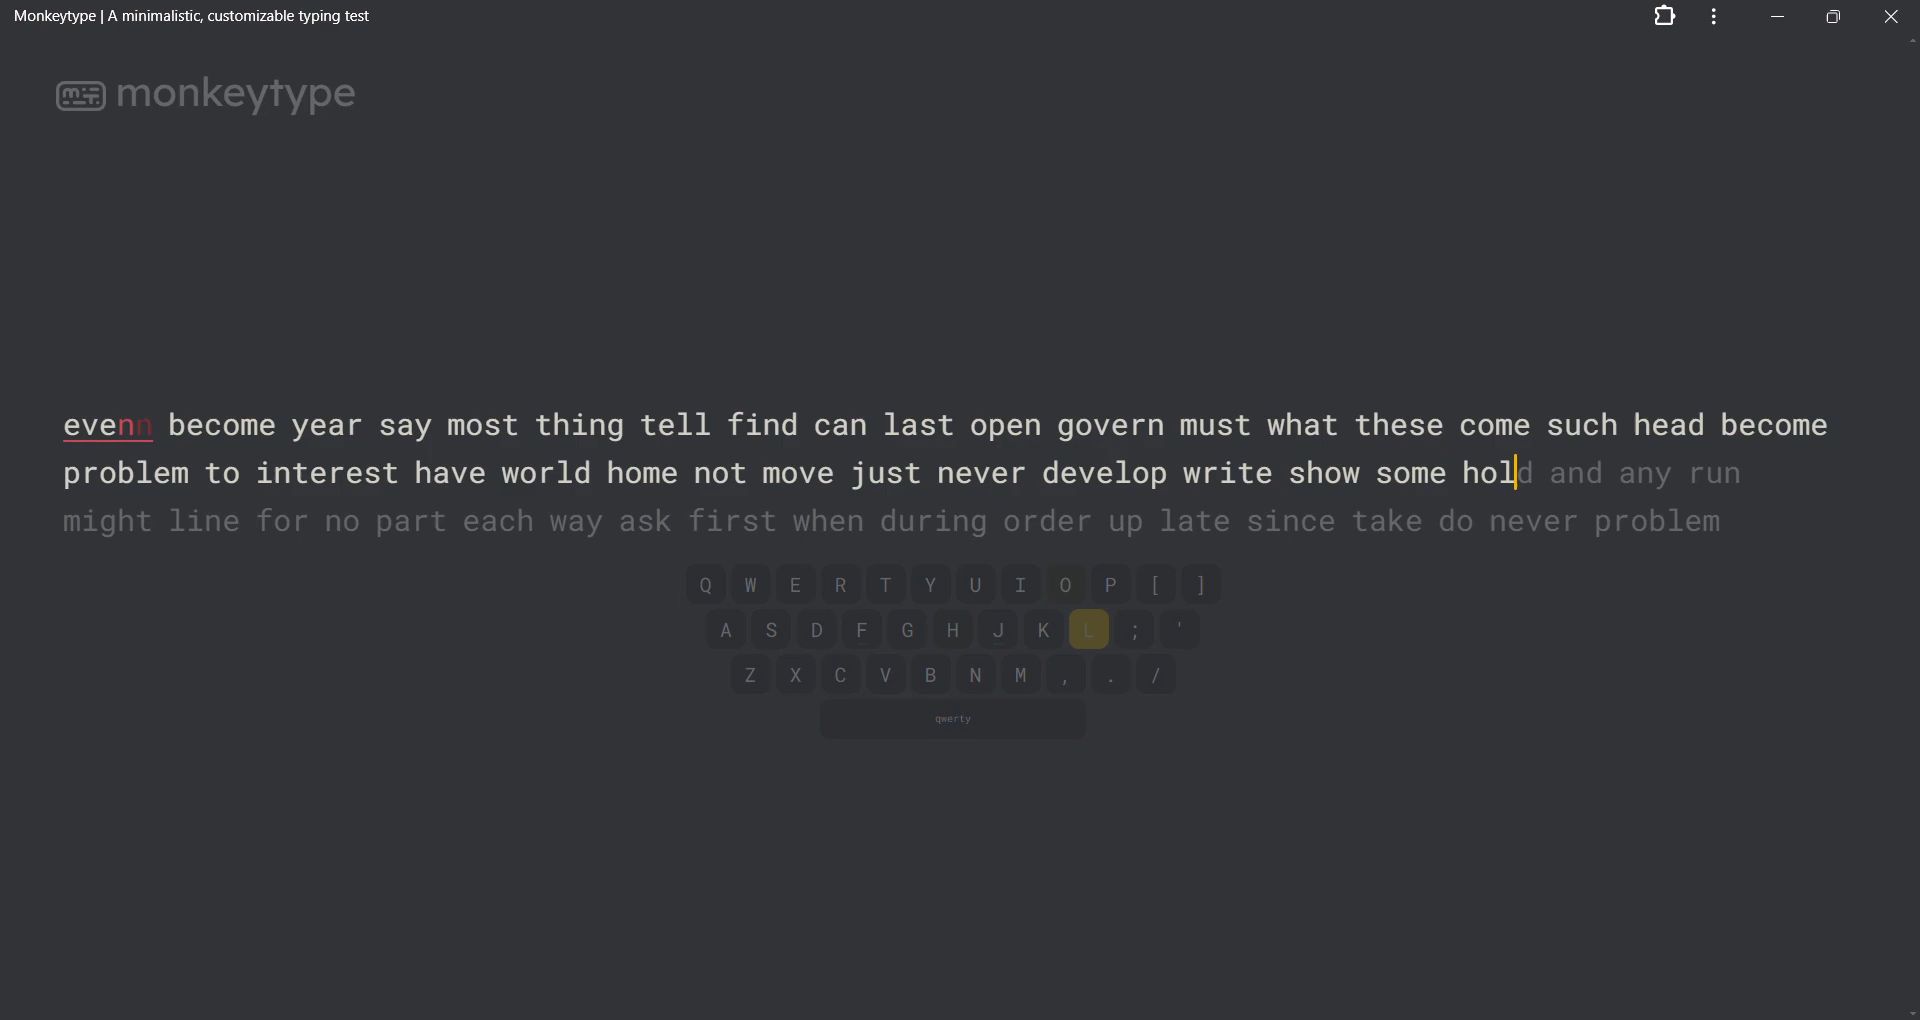 Monkeytype | A minimalistic, customizable typing test
monkeytype
evenn become year say most thing tell find can last open govern must what these come such head become
problem to interest have world home not move just never develop write show some hold and any run
might line for no part each way ask first when during order up late since take do never problem
Q W E R T Y U I O P [ ]
A S D F G H J K L ; '
Z X C V B N M , . /
qwerty